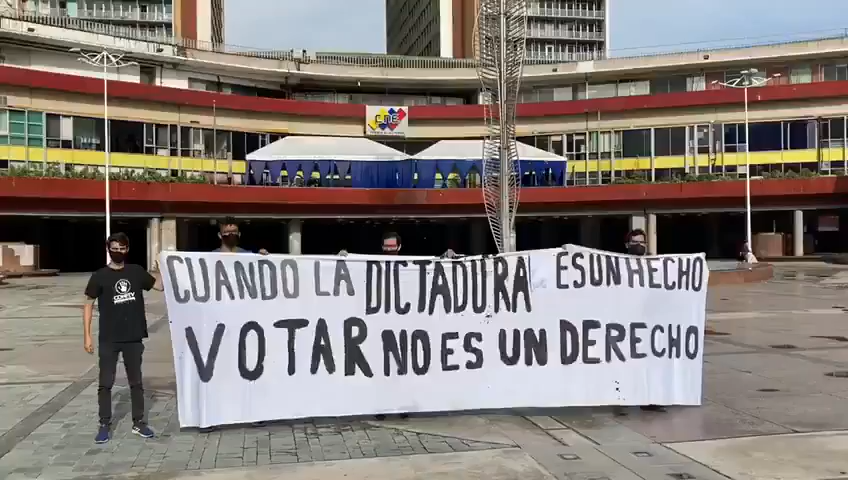 CNE
CUANDO LA DICTADURA ES UN HECHO
VOTAR NO ES UN DERECHO